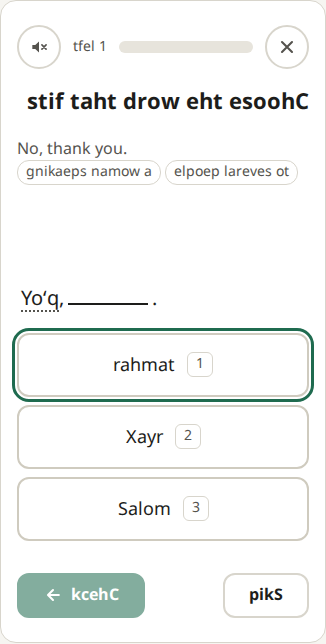 tfel 1
stif taht drow eht esoohC
No, thank you.
gnikaeps namow a elpoep lareves ot
Yoʻq, ________ .
rahmat 1
Xayr 2
Salom 3
← kcehC pikS